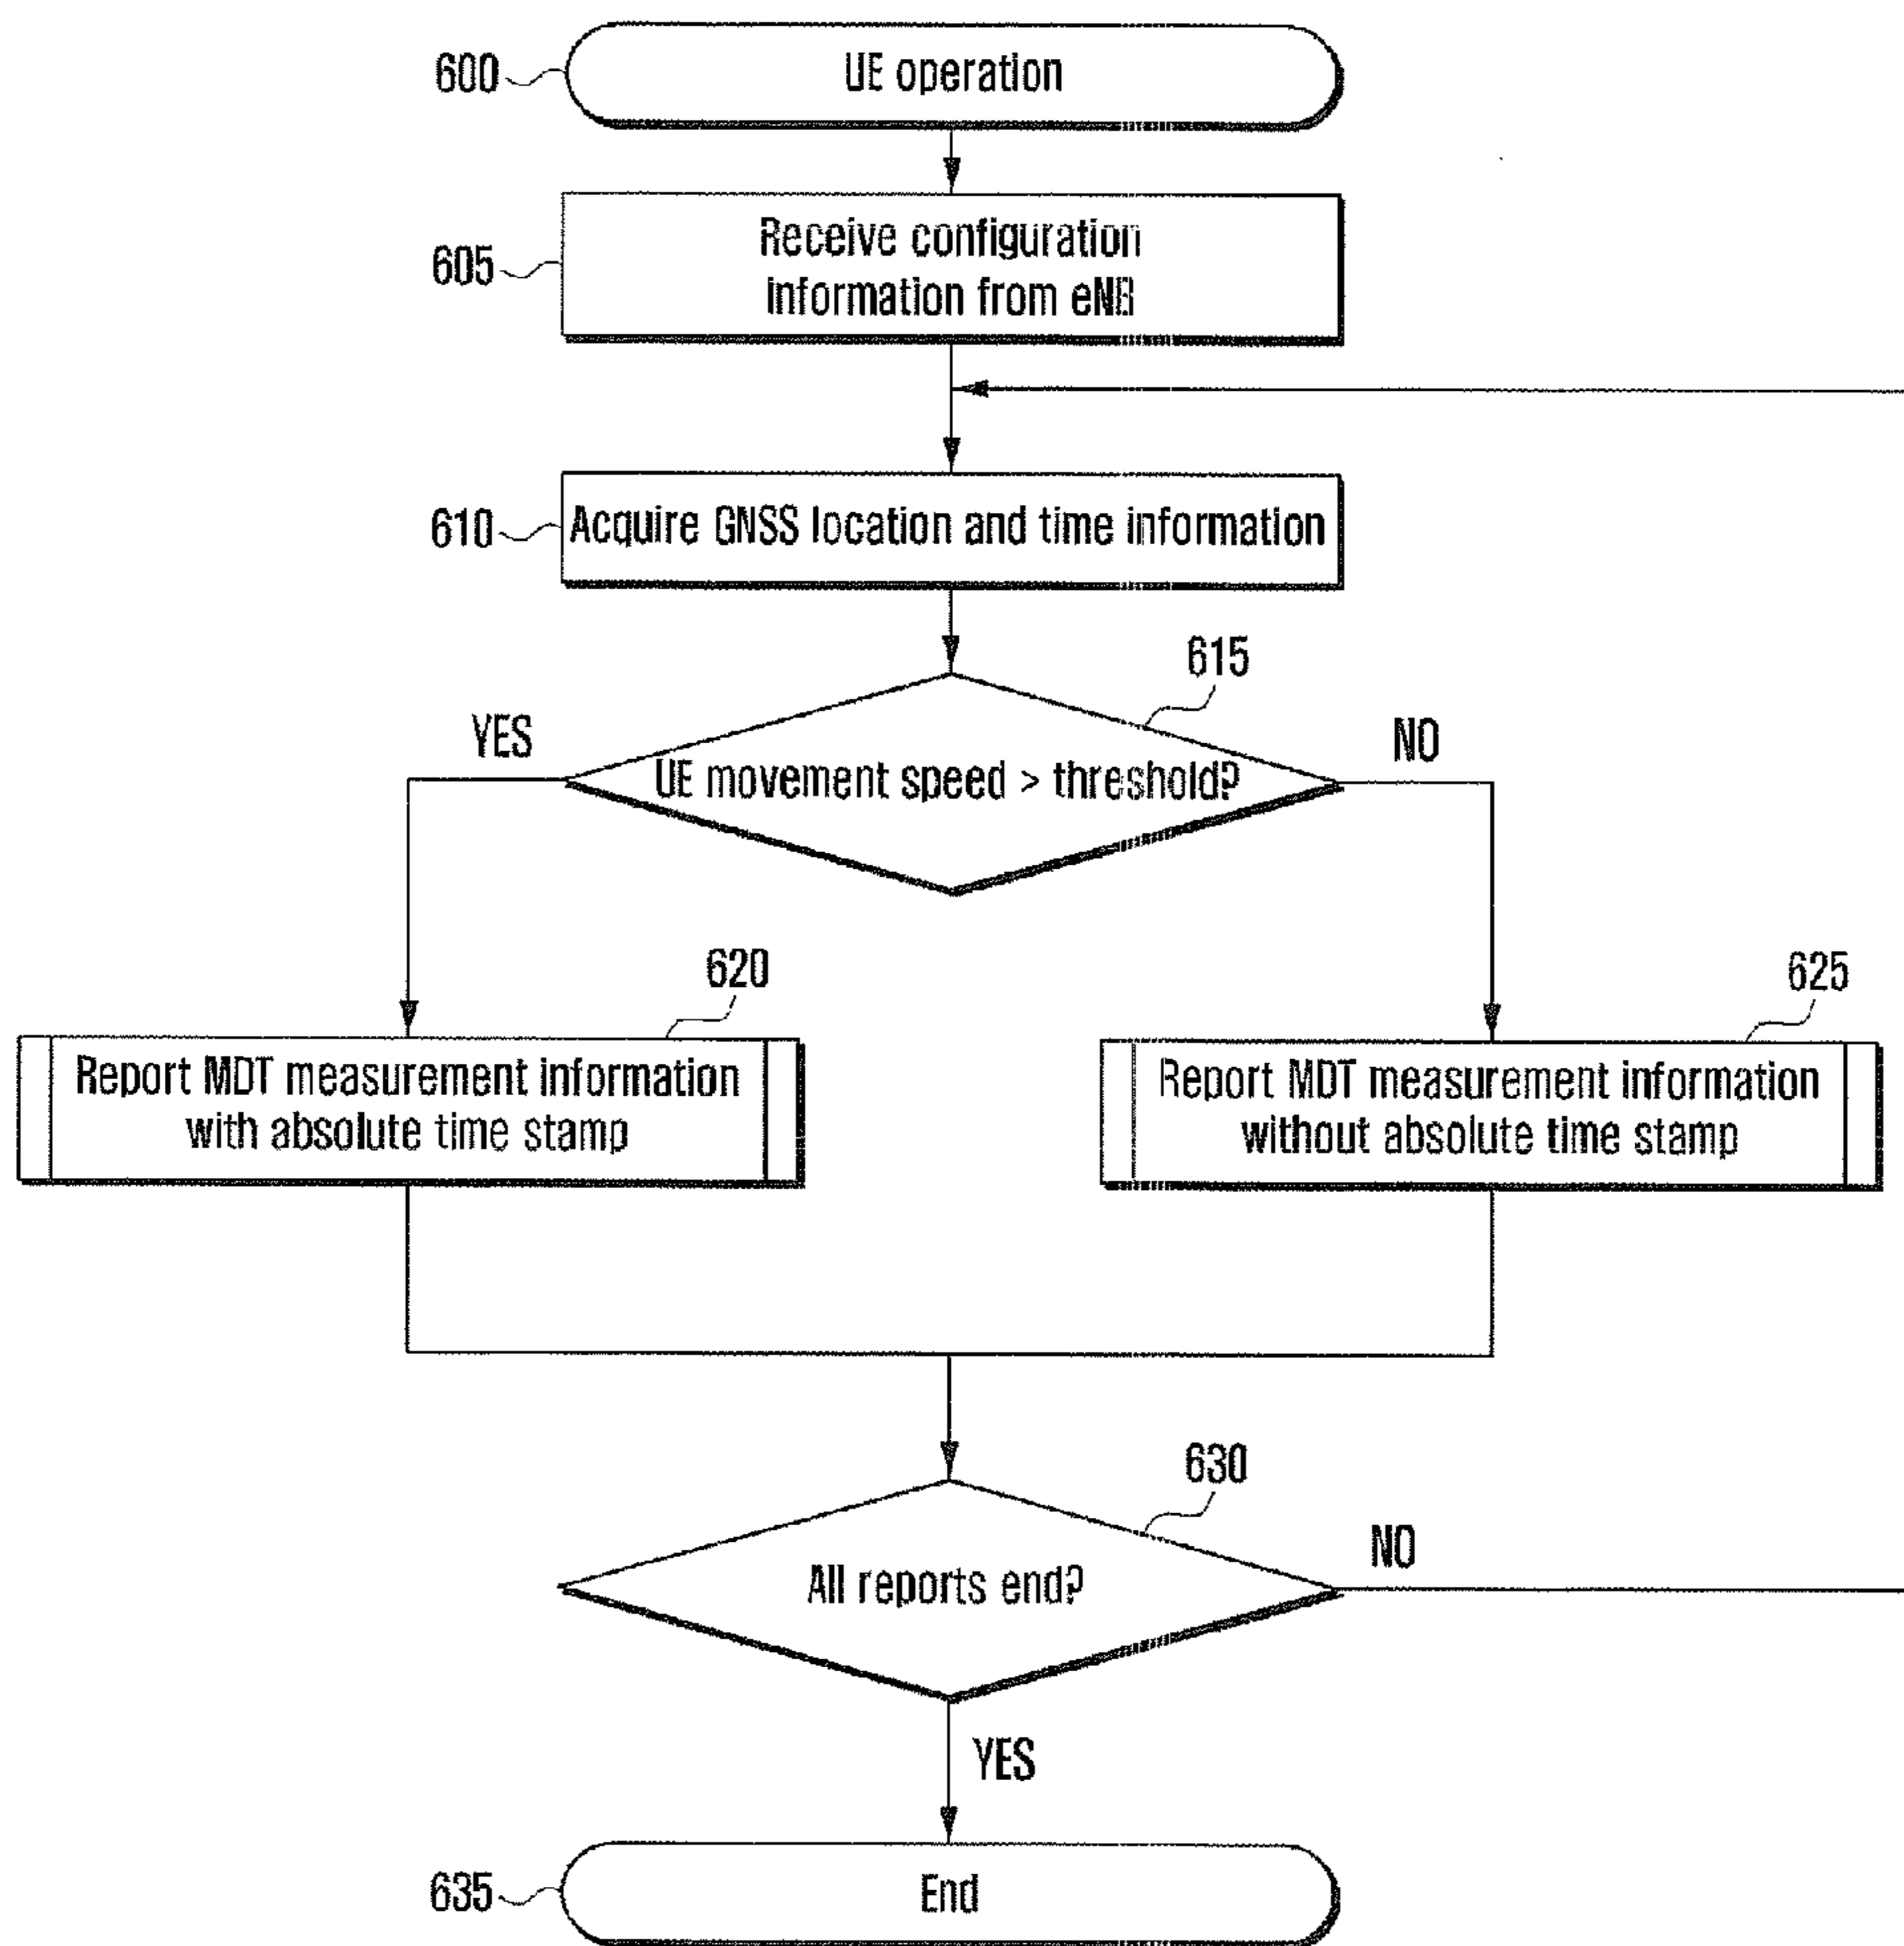 600
UE operation
605
Receive configuration
information from eNB
610
Acquire GNSS location and time information
615
YES
NO
UE movement speed > threshold?
620
625
Report MDT measurement information
with absolute time stamp
Report MDT measurement information
without absolute time stamp
630
All reports end?
NO
YES
635
End